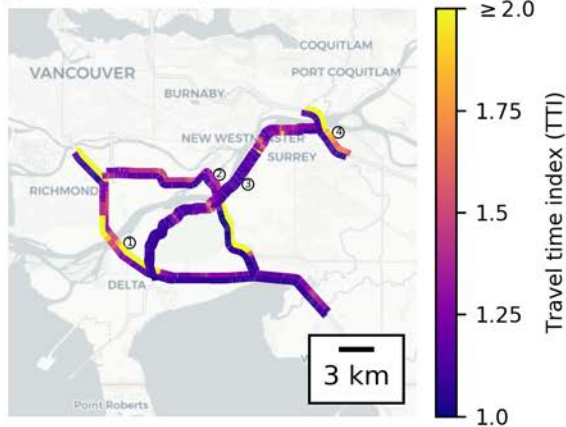 COQUITLAM
VANCOUVER
PORT COQUITLAM
BURNABY
NEW WESTMINSTER
④
SURREY
②
③
RICHMOND
①
DELTA
3 km
Point Roberts
≥ 2.0
1.75
1.5
1.25
1.0
Travel time index (TTI)